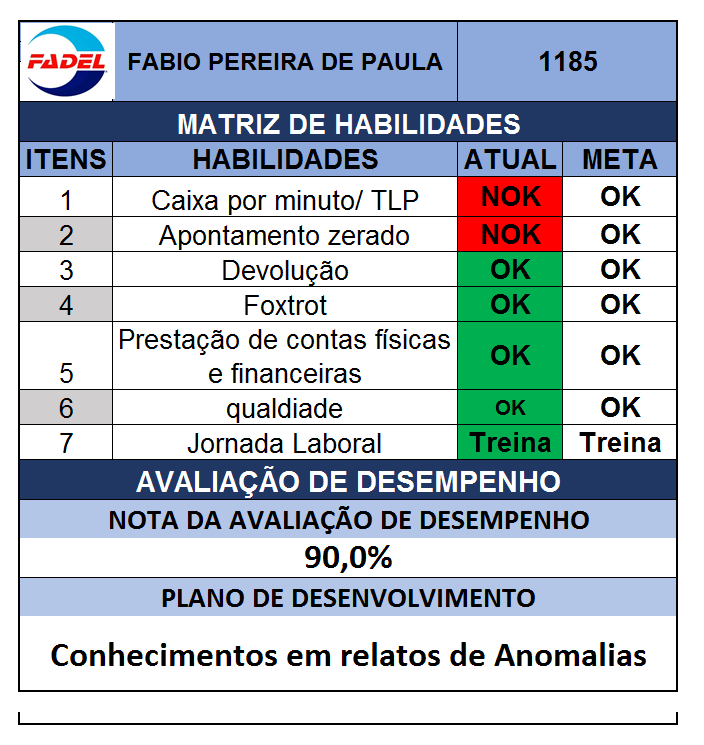 FADEL
FABIO PEREIRA DE PAULA 1185
MATRIZ DE HABILIDADES
ITENS HABILIDADES ATUAL META
1 Caixa por minuto/ TLP NOK OK
2 Apontamento zerado NOK OK
3 Devolução OK OK
4 Foxtrot OK OK
Prestação de contas físicas
5 e financeiras OK OK
6 qualdiade OK OK
7 Jornada Laboral Treina Treina
AVALIAÇÃO DE DESEMPENHO
NOTA DA AVALIAÇÃO DE DESEMPENHO
90,0%
PLANO DE DESENVOLVIMENTO
Conhecimentos em relatos de Anomalias